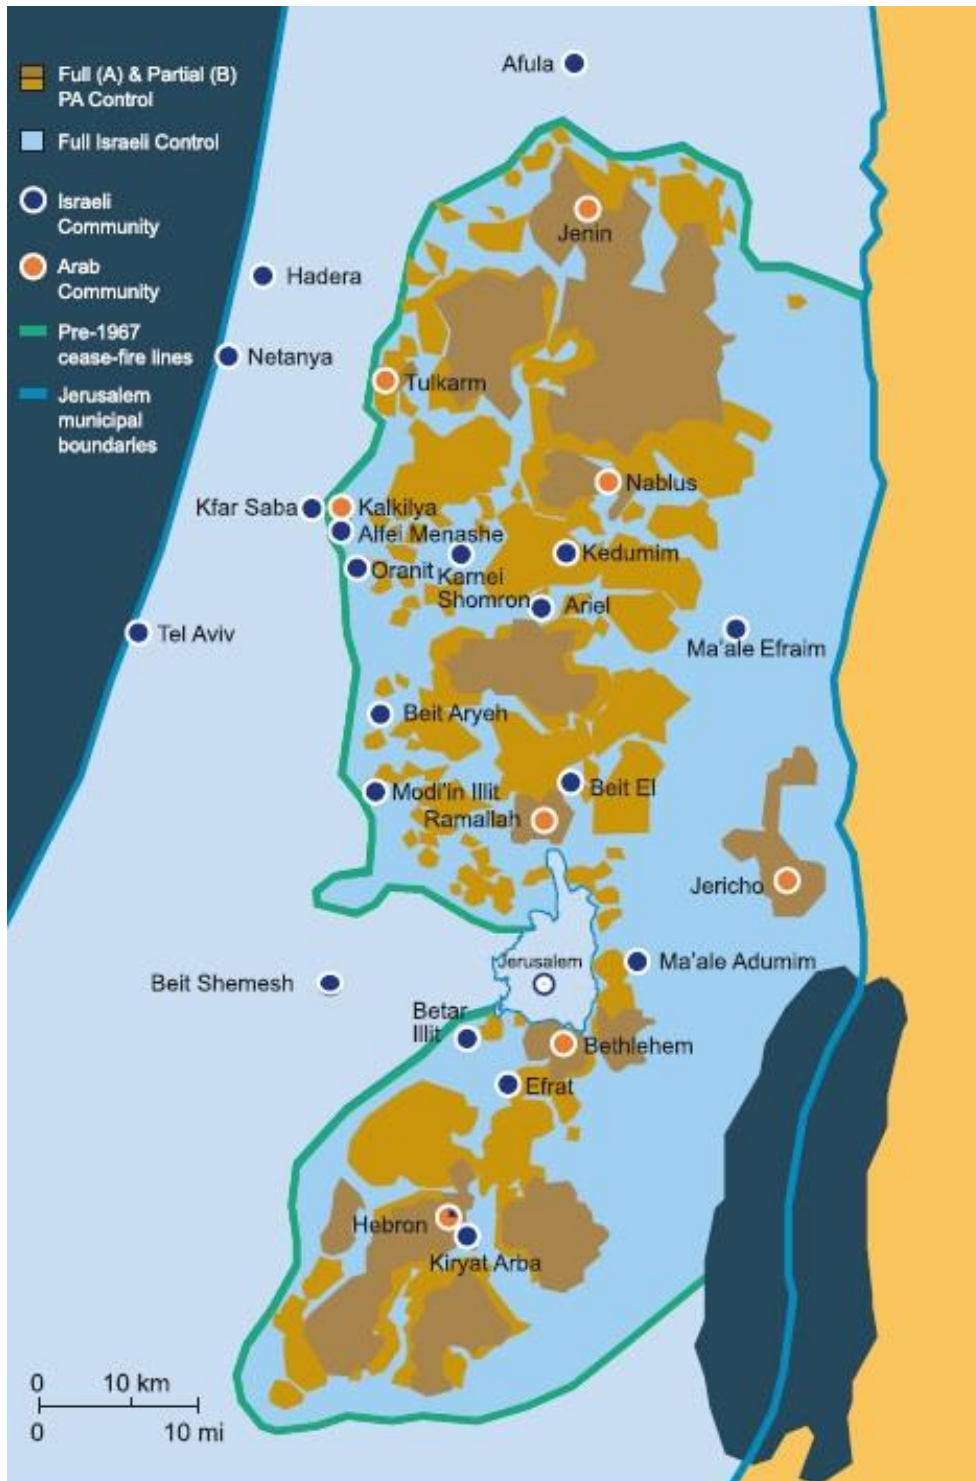 Afula
Full (A) & Partial (B)
PA Control
Full Israeli Control
Israeli
Community
Jenin
Arab
Community
Hadera
Pre-1967
cease-fire lines
Netanya
Tulkarm
Jerusalem
municipal
boundaries
Nablus
Kfar Saba
Kalkilya
Alfei Menashe
Oranit
Karnei
Shomron
Kedumim
Ariel
Tel Aviv
Ma'ale Efraim
Beit Aryeh
Modi'in Illit
Beit El
Ramallah
Jericho
Jerusalem
Ma'ale Adumim
Beit Shemesh
Betar
Illit
Bethlehem
Efrat
Hebron
Kiryat Arba
0 10 km
0 10 mi